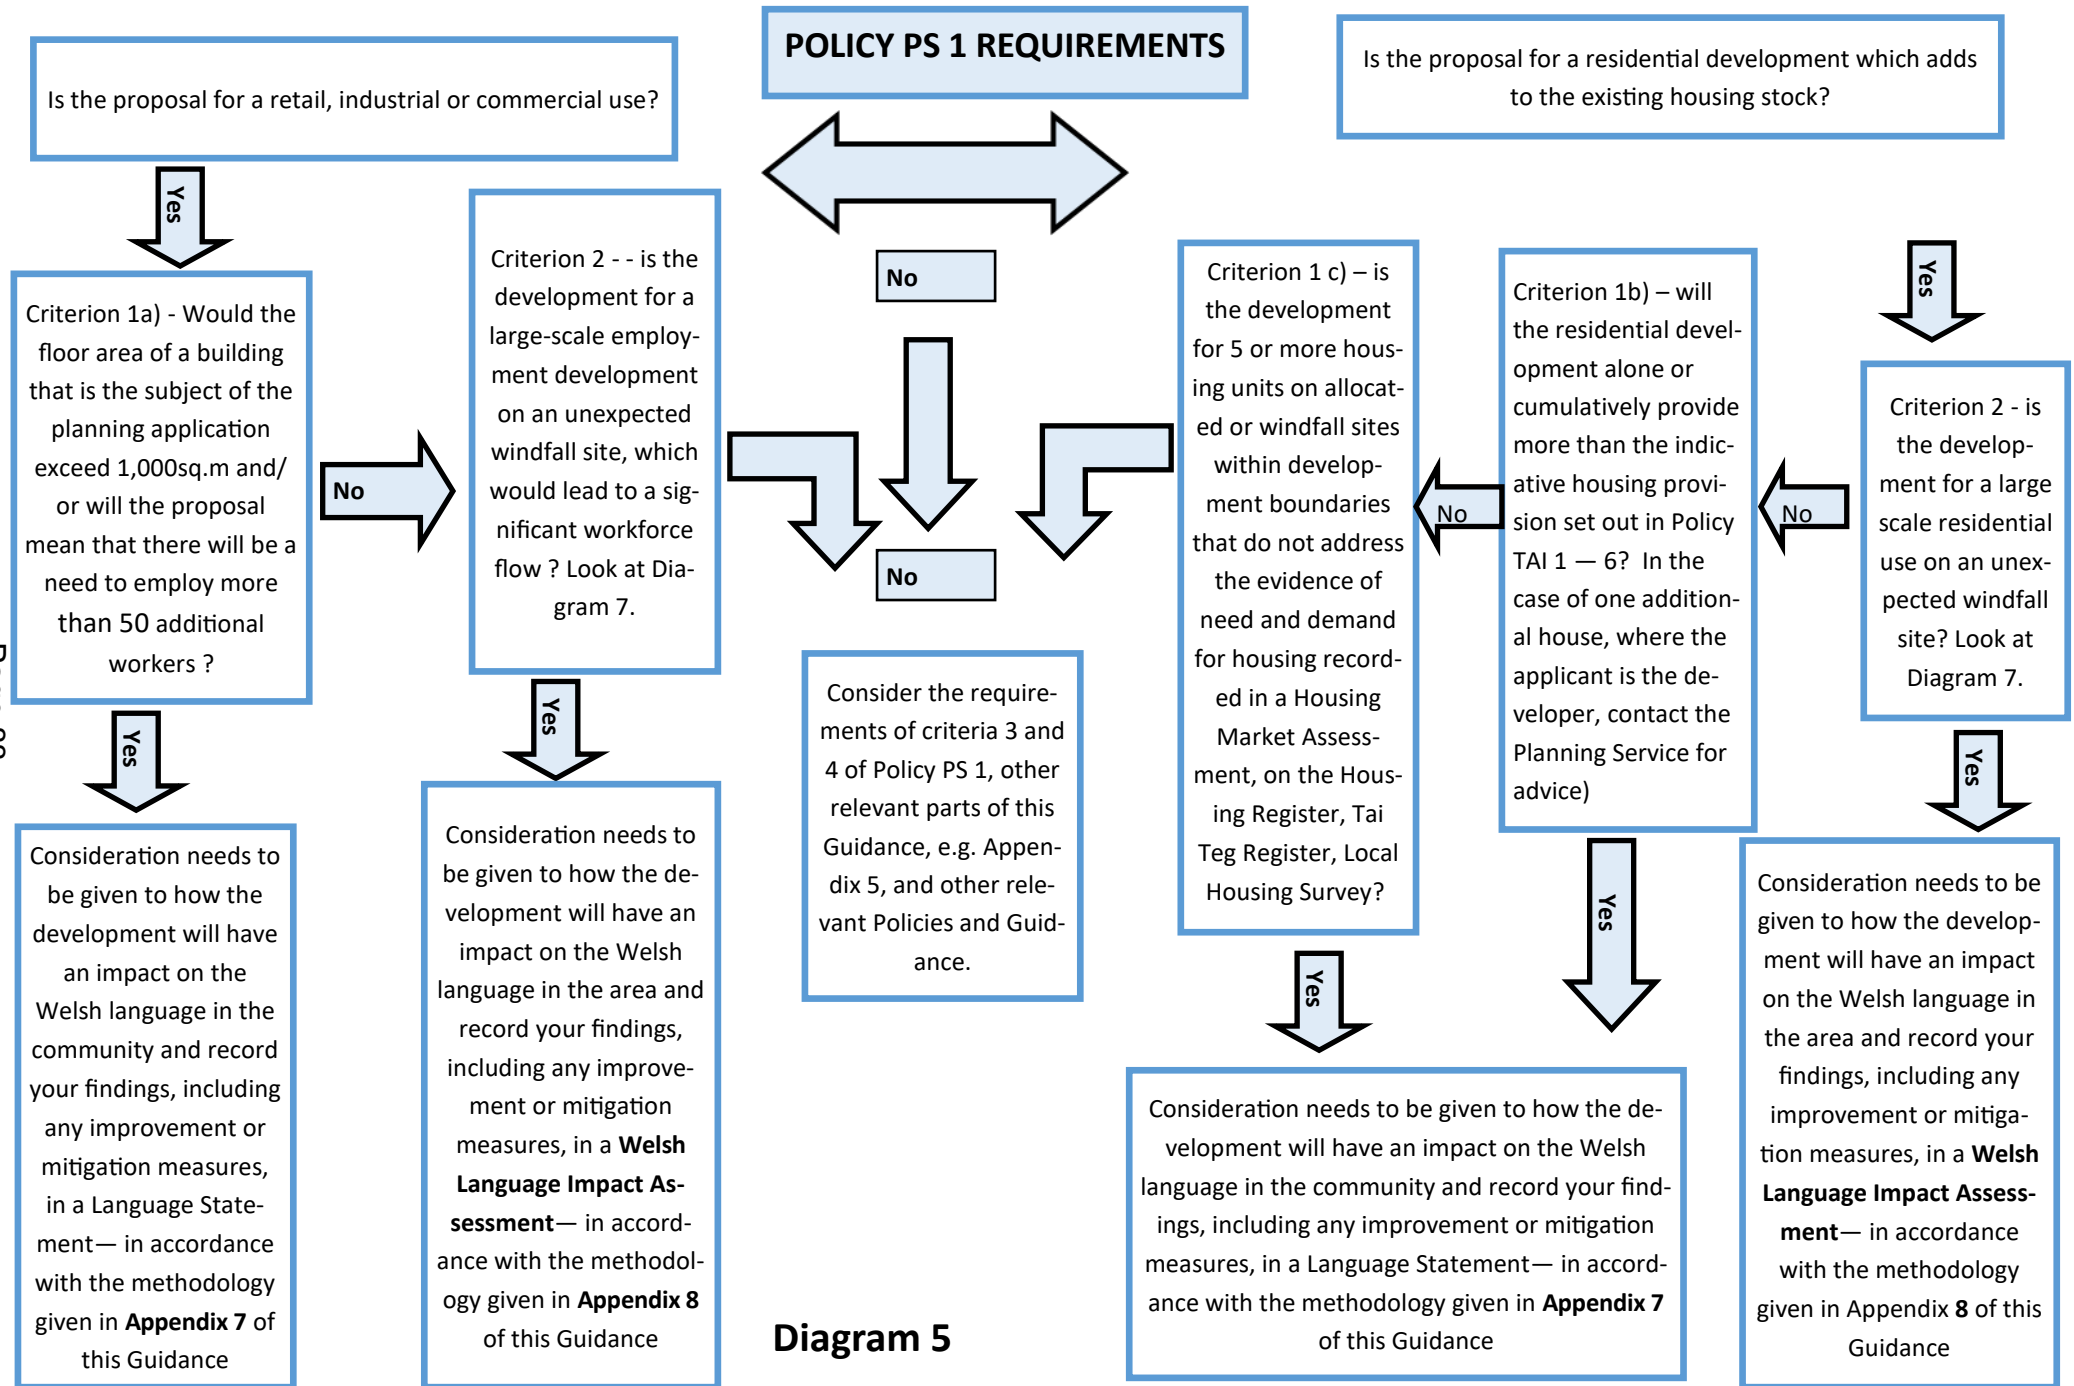 POLICY PS 1 REQUIREMENTS
Is the proposal for a retail, industrial or commercial use?
Is the proposal for a residential development which adds
to the existing housing stock?
Yes
Criterion 1a) - Would the
floor area of a building
that is the subject of the
planning application
exceed 1,000sq.m and/
or will the proposal
mean that there will be a
need to employ more
than 50 additional
workers ?
No
Criterion 2 - - is the
development for a
large-scale employ-
ment development
on an unexpected
windfall site, which
would lead to a sig-
nificant workforce
flow ? Look at Dia-
gram 7.
No
No
Consider the require-
ments of criteria 3 and
4 of Policy PS 1, other
relevant parts of this
Guidance, e.g. Appen-
dix 5, and other rele-
vant Policies and Guid-
ance.
Criterion 1 c) – is
the development
for 5 or more hous-
ing units on allocat-
ed or windfall sites
within develop-
ment boundaries
that do not address
the evidence of
need and demand
for housing record-
ed in a Housing
Market Assess-
ment, on the Hous-
ing Register, Tai
Teg Register, Local
Housing Survey?
No
Criterion 1b) – will
the residential devel-
opment alone or
cumulatively provide
more than the indic-
ative housing provi-
sion set out in Policy
TAI 1 — 6? In the
case of one addition-
al house, where the
applicant is the de-
veloper, contact the
Planning Service for
advice)
No
Yes
Criterion 2 - is
the develop-
ment for a large
scale residential
use on an unex-
pected windfall
site? Look at
Diagram 7.
Yes
Consideration needs to
be given to how the
development will have
an impact on the
Welsh language in the
community and record
your findings, including
any improvement or
mitigation measures,
in a Language State-
ment— in accordance
with the methodology
given in Appendix 7 of
this Guidance
Yes
Consideration needs to
be given to how the de-
velopment will have an
impact on the Welsh
language in the area and
record your findings,
including any improve-
ment or mitigation
measures, in a Welsh
Language Impact As-
sessment— in accord-
ance with the methodol-
ogy given in Appendix 8
of this Guidance
Yes
Yes
Consideration needs to be given to how the de-
velopment will have an impact on the Welsh
language in the community and record your find-
ings, including any improvement or mitigation
measures, in a Language Statement— in accord-
ance with the methodology given in Appendix 7
of this Guidance
Yes
Consideration needs to be
given to how the develop-
ment will have an impact
on the Welsh language in
the area and record your
findings, including any
improvement or mitiga-
tion measures, in a Welsh
Language Impact Assess-
ment— in accordance
with the methodology
given in Appendix 8 of this
Guidance
Diagram 5